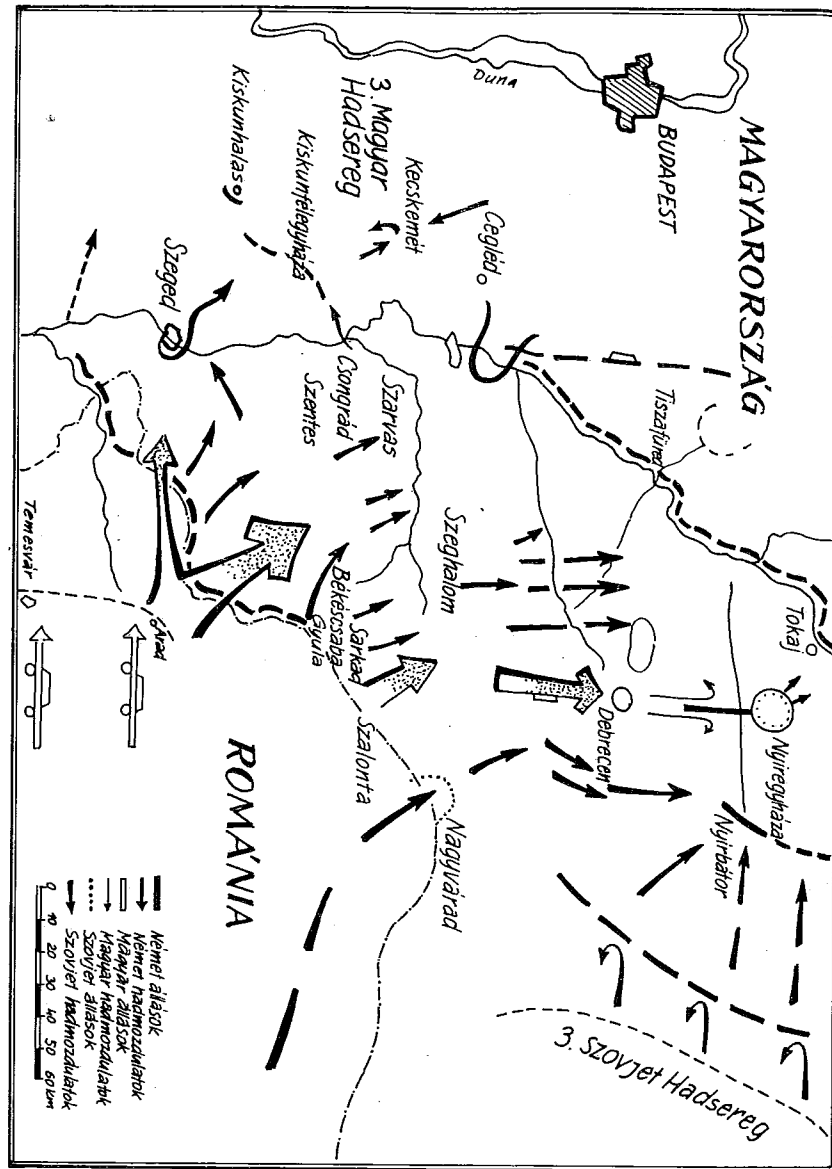 MAGYARORSZÁG
BUDAPEST
Duna
Cegléd
Kecskemét
3. Magyar
Hadsereg
Kiskunfélegyháza
Kiskunhalas
Szeged
Csongrád
Szentes
Szarvas
Tiszafüred
Tokaj
Szeghalom
Debrecen
Nyíregyháza
Nyírbátor
Békéscsaba
Gyula
Sarkad
Szalonta
Nagyvárad
Arad
Temesvár
ROMÁNIA
3. Szovjet Hadsereg
Német állások
Német hadmozdulatok
Magyar állások
Magyar hadmozdulatok
Szovjet állások
Szovjet hadmozdulatok
0 10 20 30 40 50 60 km